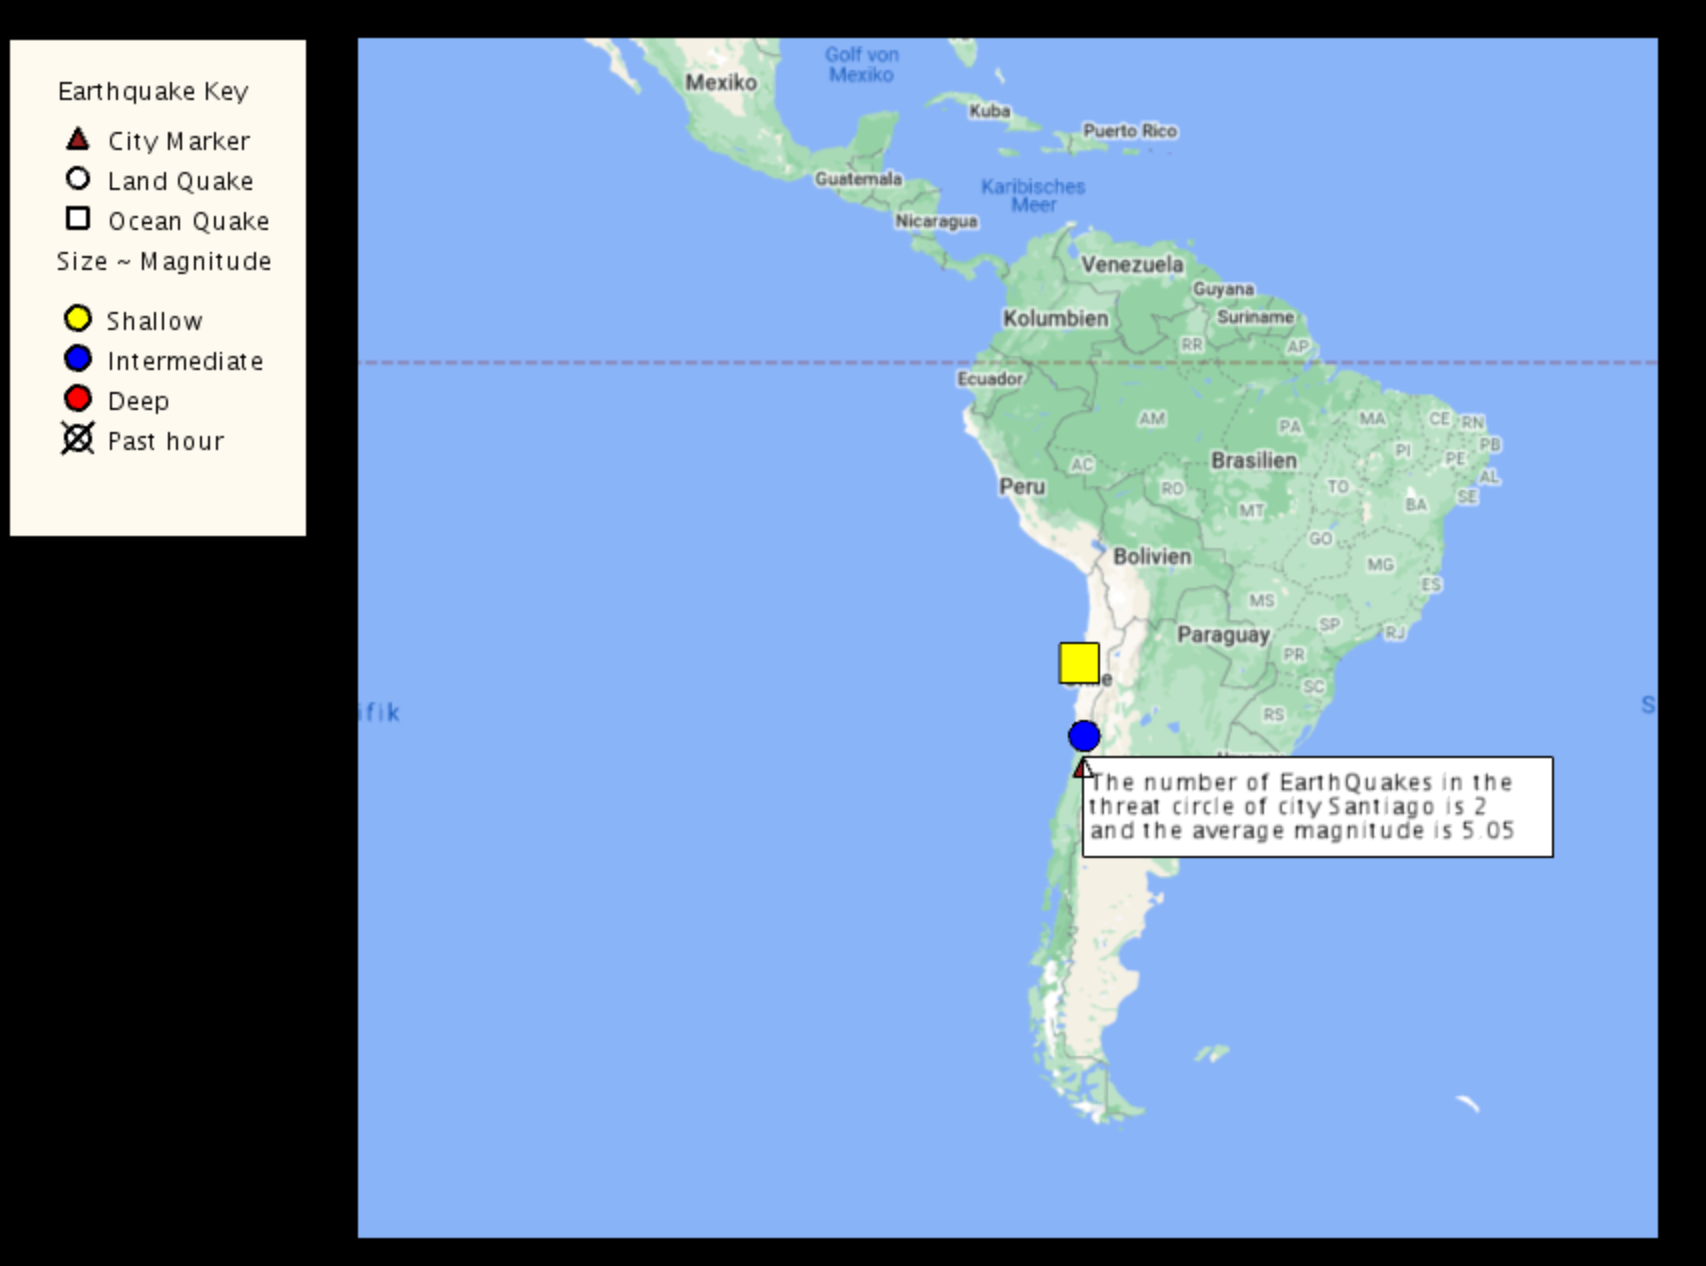 Earthquake Key
City Marker
Land Quake
Ocean Quake
Size ~ Magnitude
Shallow
Intermediate
Deep
Past hour
Golf von
Mexiko
Mexiko
Kuba
Puerto Rico
Guatemala
Karibisches
Meer
Nicaragua
Venezuela
Guyana
Kolumbien
Suriname
RR
AP
Ecuador
AM
PA
MA
CE
RN
PB
PI
PE
AC
Brasilien
AL
Peru
RO
TO
SE
MT
BA
GO
Bolivien
MG
ES
MS
SP
RJ
Paraguay
PR
SC
ifik
S
RS
The number of EarthQuakes in the
threat circle of city Santiago is 2
and the average magnitude is 5.05